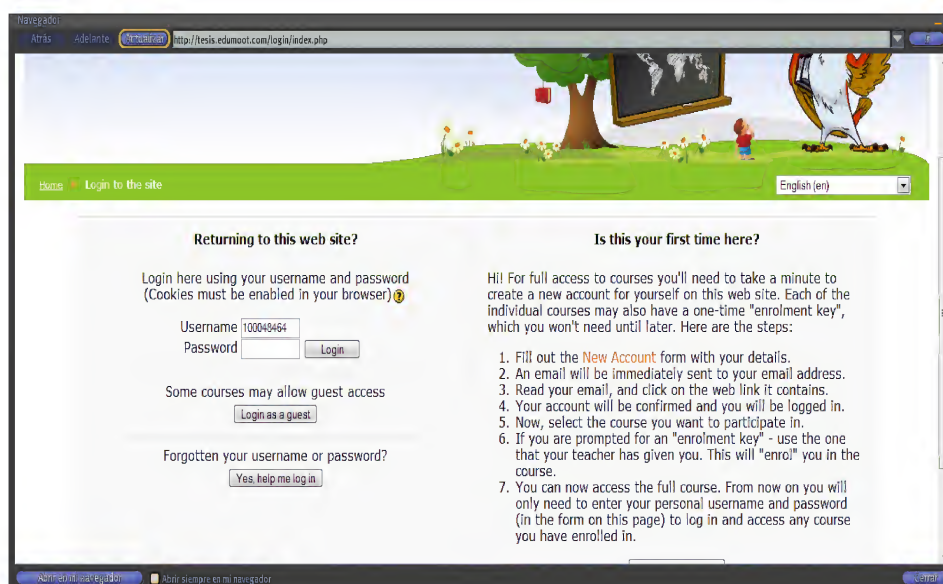 Navegador
Atrás Adelante Actualizar http://tesis.edumoot.com/login/index.php Ir
Home Login to the site English (en)
Returning to this web site?
Login here using your username and password
(Cookies must be enabled in your browser) ?
Username 100048464
Password Login
Some courses may allow guest access
Login as a guest
Forgotten your username or password?
Yes, help me log in
Is this your first time here?
Hi! For full access to courses you'll need to take a minute to
create a new account for yourself on this web site. Each of the
individual courses may also have a one-time "enrolment key",
which you won't need until later. Here are the steps:
1. Fill out the New Account form with your details.
2. An email will be immediately sent to your email address.
3. Read your email, and click on the web link it contains.
4. Your account will be confirmed and you will be logged in.
5. Now, select the course you want to participate in.
6. If you are prompted for an "enrolment key" - use the one
that your teacher has given you. This will "enrol" you in the
course.
7. You can now access the full course. From now on you will
only need to enter your personal username and password
(in the form on this page) to log in and access any course
you have enrolled in.
Abrir en mi navegador Abrir siempre en mi navegador Cerrar